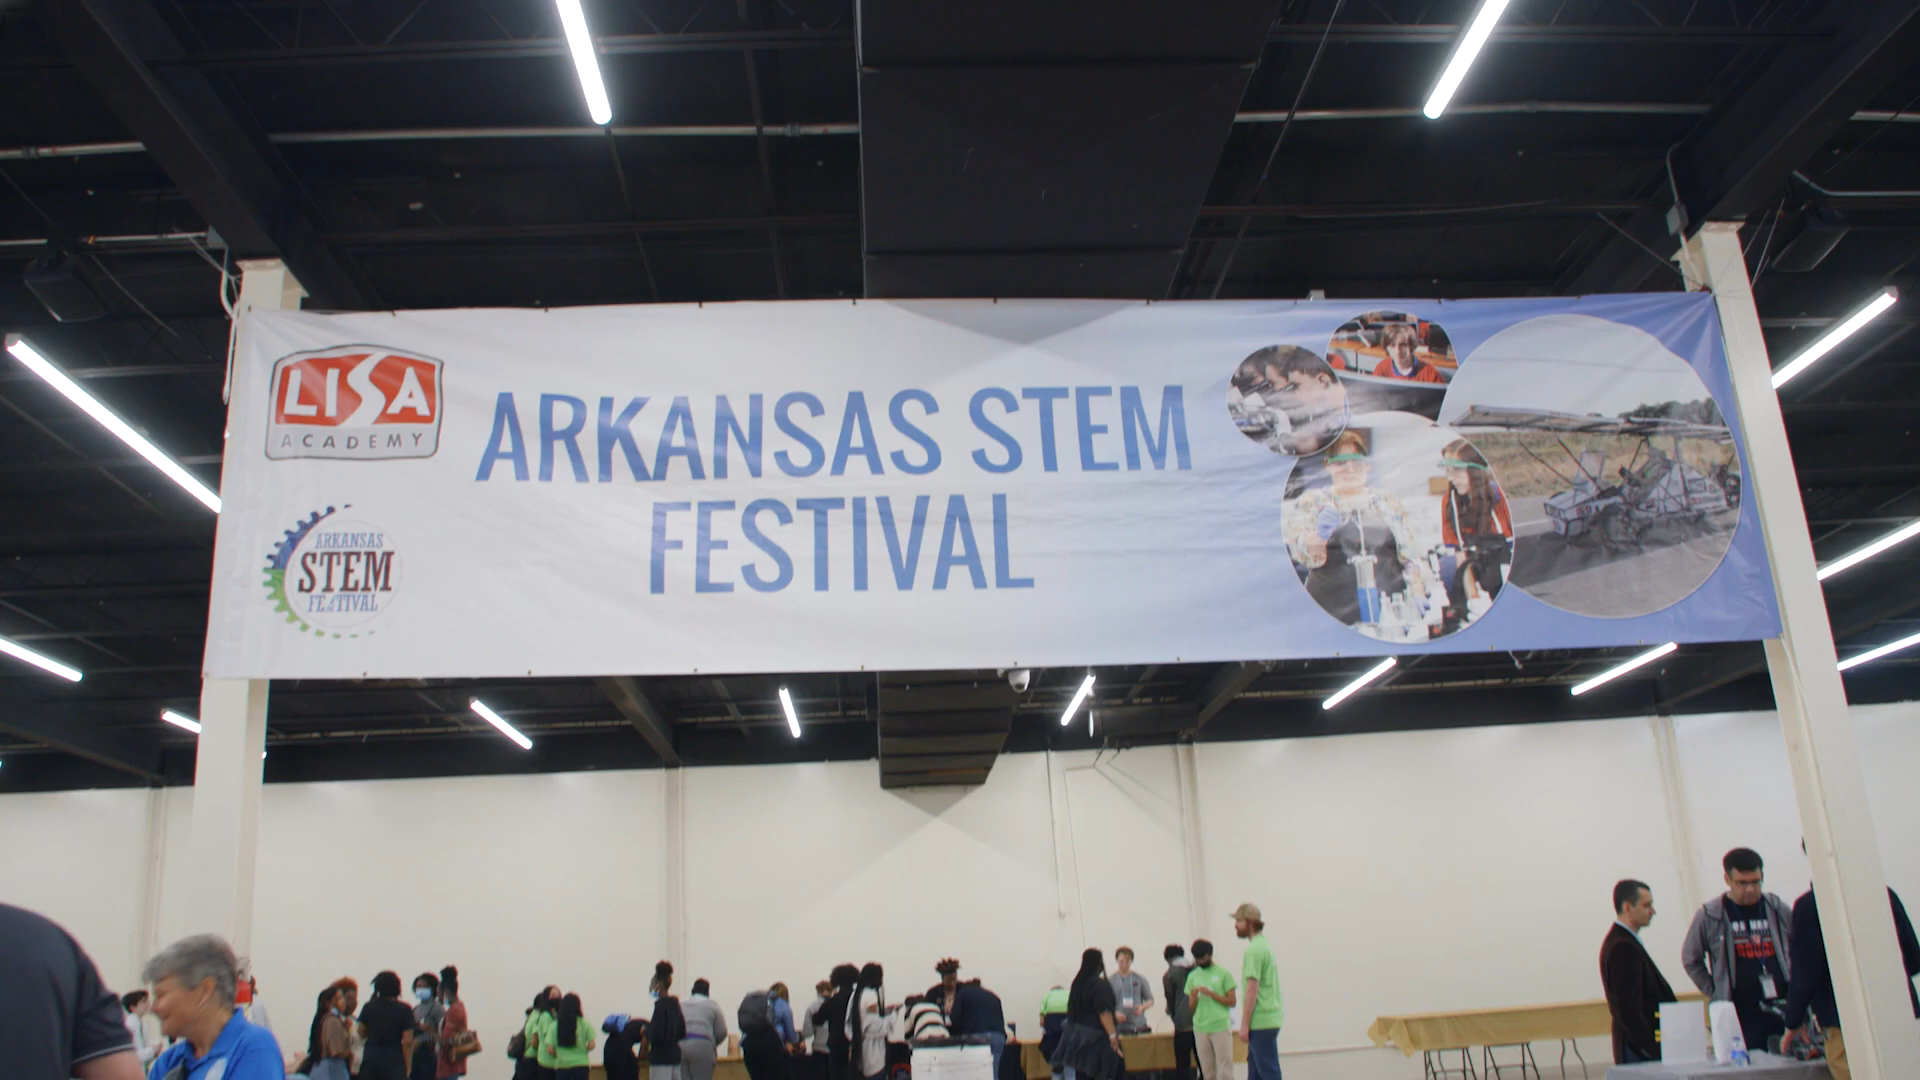 LISA
ACADEMY
ARKANSAS STEM
FESTIVAL
ARKANSAS
STEM
FESTIVAL